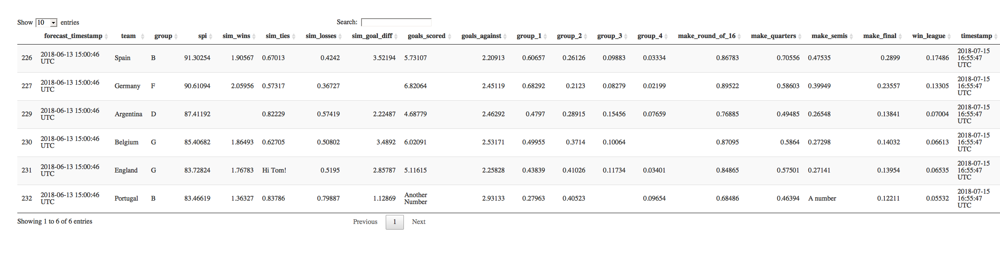 Show 10 entries Search:
forecast_timestamp team group spi sim_wins sim_ties sim_losses sim_goal_diff goals_scored goals_against group_1 group_2 group_3 group_4 make_round_of_16 make_quarters make_semis make_final win_league timestamp
226 2018-06-13 15:00:46 UTC Spain B 91.30254 1.90567 0.67013 0.4242 3.52194 5.73107 2.20913 0.60657 0.26126 0.09883 0.03334 0.86783 0.70556 0.47535 0.2899 0.17486 2018-07-15 16:55:47 UTC
227 2018-06-13 15:00:46 UTC Germany F 90.61094 2.05956 0.57317 0.36727 6.82064 2.45119 0.68292 0.2123 0.08279 0.02199 0.89522 0.58603 0.39949 0.23557 0.13305 2018-07-15 16:55:47 UTC
229 2018-06-13 15:00:46 UTC Argentina D 87.41192 0.82229 0.57419 2.22487 4.68779 2.46292 0.4797 0.28915 0.15456 0.07659 0.76885 0.49485 0.26548 0.13841 0.07004 2018-07-15 16:55:47 UTC
230 2018-06-13 15:00:46 UTC Belgium G 85.40682 1.86493 0.62705 0.50802 3.4892 6.02091 2.53171 0.49955 0.3714 0.10064 0.87095 0.5864 0.27298 0.14032 0.06613 2018-07-15 16:55:47 UTC
231 2018-06-13 15:00:46 UTC England G 83.72824 1.76783 Hi Tom! 0.5195 2.85787 5.11615 2.25828 0.43839 0.41026 0.11734 0.03401 0.84865 0.57501 0.27141 0.13954 0.06535 2018-07-15 16:55:47 UTC
232 2018-06-13 15:00:46 UTC Portugal B 83.46619 1.36327 0.83786 0.79887 1.12869 Another Number 2.93133 0.27963 0.40523 0.09654 0.68486 0.46394 A number 0.12211 0.05532 2018-07-15 16:55:47 UTC
Showing 1 to 6 of 6 entries Previous 1 Next